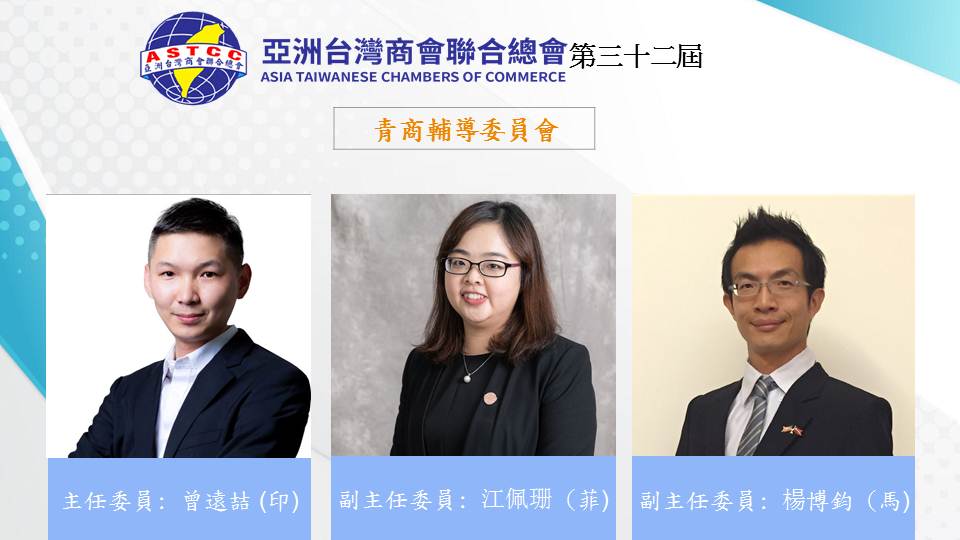 ASTCC
亞洲台灣商會聯合總會
亞洲台灣商會聯合總會第三十二屆
ASIA TAIWANESE CHAMBERS OF COMMERCE
青商輔導委員會
主任委員：曾遠喆 (印)
副主任委員：江佩珊（菲)
副主任委員：楊博鈞（馬)